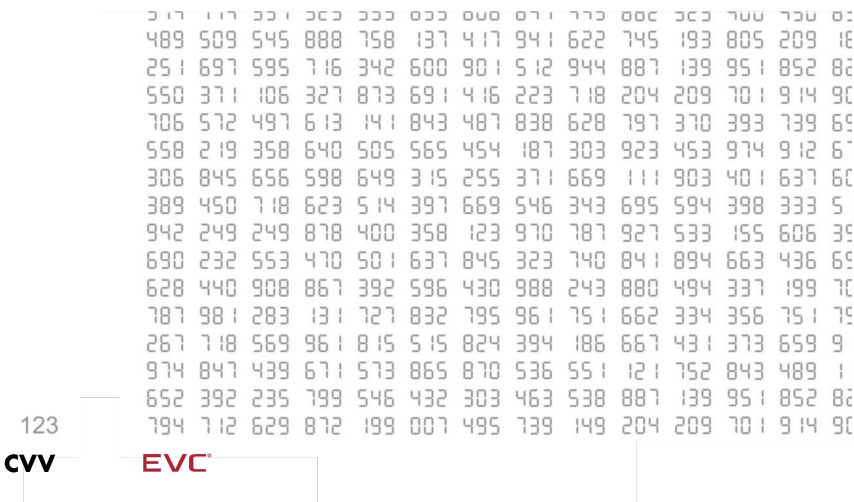 489 509 545 888 758 137 417 941 622 745 193 805 209
251 697 595 716 342 600 901 512 944 887 139 951 852
550 371 106 327 873 691 416 223 718 204 209 701 914
706 572 497 613 141 843 487 838 628 797 370 393 739
558 219 358 640 505 565 454 187 303 923 453 974 912
306 845 656 598 649 315 255 371 669 111 903 401 637
389 450 718 623 514 397 669 546 343 695 594 398 333
942 249 249 878 400 358 123 970 787 927 533 155 606
690 232 553 470 501 637 845 323 740 841 894 663 436
628 440 908 867 392 596 430 988 243 880 494 337 199
787 981 283 131 727 832 795 961 751 662 334 356 751
267 718 569 961 815 515 824 394 186 667 431 373 659
974 847 439 671 573 865 870 536 551 121 752 843 489
652 392 235 799 546 432 303 463 538 887 139 951 852
123 794 712 629 872 199 007 495 739 149 204 209 701 914
CVV EVC